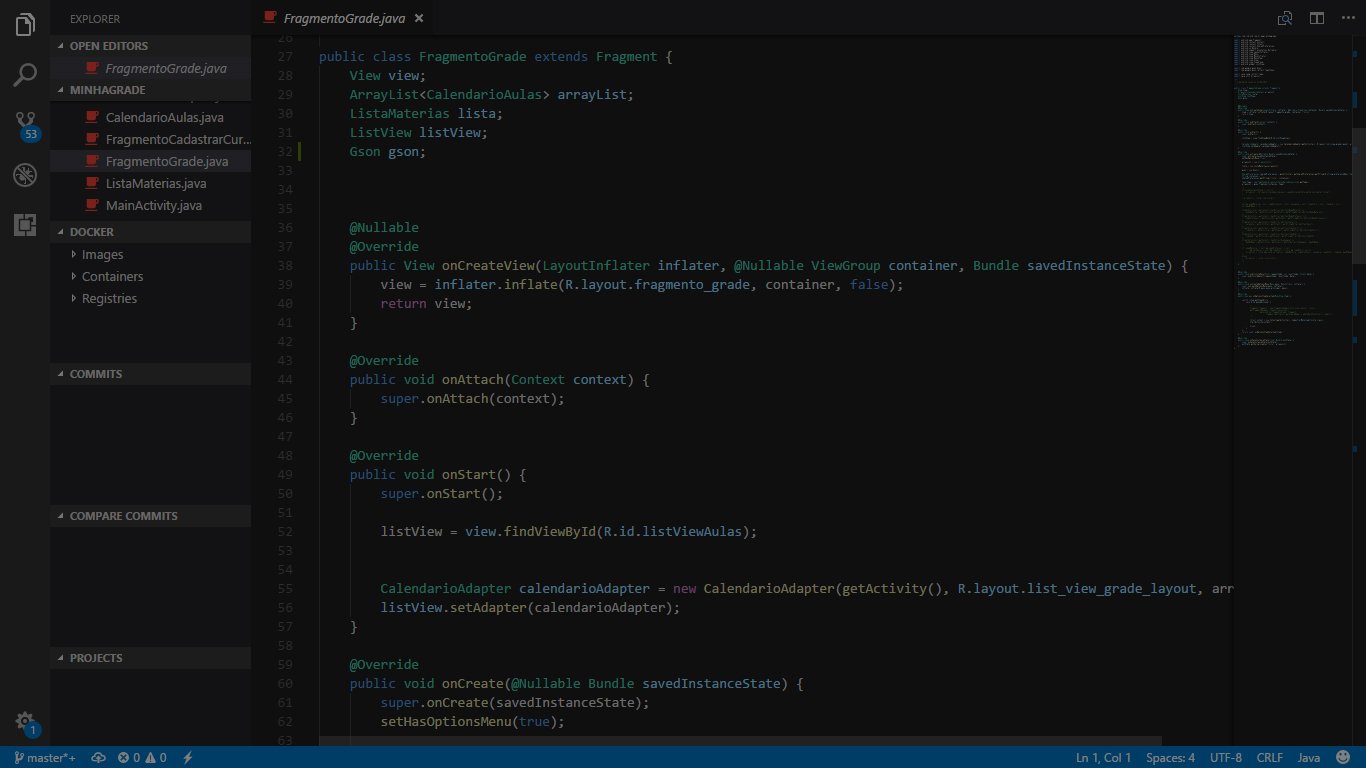 EXPLORER
OPEN EDITORS
FragmentoGrade.java
MINHAGRADE
CalendarioAulas.java
FragmentoCadastrarCur...
FragmentoGrade.java
ListaMaterias.java
MainActivity.java
DOCKER
Images
Containers
Registries
COMMITS
COMPARE COMMITS
PROJECTS
53
1
FragmentoGrade.java ×
26
27 public class FragmentoGrade extends Fragment {
28 View view;
29 ArrayList<CalendarioAulas> arrayList;
30 ListaMaterias lista;
31 ListView listView;
32 Gson gson;
33
34
35
36 @Nullable
37 @Override
38 public View onCreateView(LayoutInflater inflater, @Nullable ViewGroup container, Bundle savedInstanceState) {
39 view = inflater.inflate(R.layout.fragmento_grade, container, false);
40 return view;
41 }
42
43 @Override
44 public void onAttach(Context context) {
45 super.onAttach(context);
46 }
47
48 @Override
49 public void onStart() {
50 super.onStart();
51
52 listView = view.findViewById(R.id.listViewAulas);
53
54
55 CalendarioAdapter calendarioAdapter = new CalendarioAdapter(getActivity(), R.layout.list_view_grade_layout, arr
56 listView.setAdapter(calendarioAdapter);
57 }
58
59 @Override
60 public void onCreate(@Nullable Bundle savedInstanceState) {
61 super.onCreate(savedInstanceState);
62 setHasOptionsMenu(true);
63
master*+ 0 0 Ln 1, Col 1 Spaces: 4 UTF-8 CRLF Java